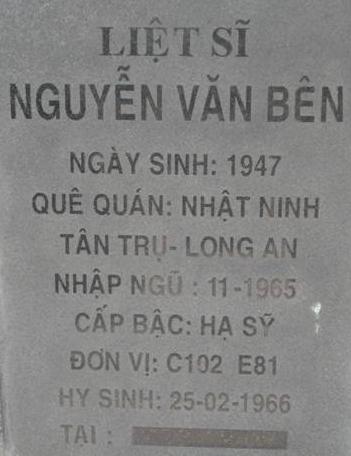 LIỆT SĨ
NGUYỄN VĂN BÊN
NGÀY SINH: 1947
QUÊ QUÁN: NHẬT NINH
TÂN TRỤ- LONG AN
NHẬP NGŨ : 11-1965
CẤP BẬC: HẠ SỸ
ĐƠN VỊ: C102 E81
HY SINH: 25-02-1966
TẠI :